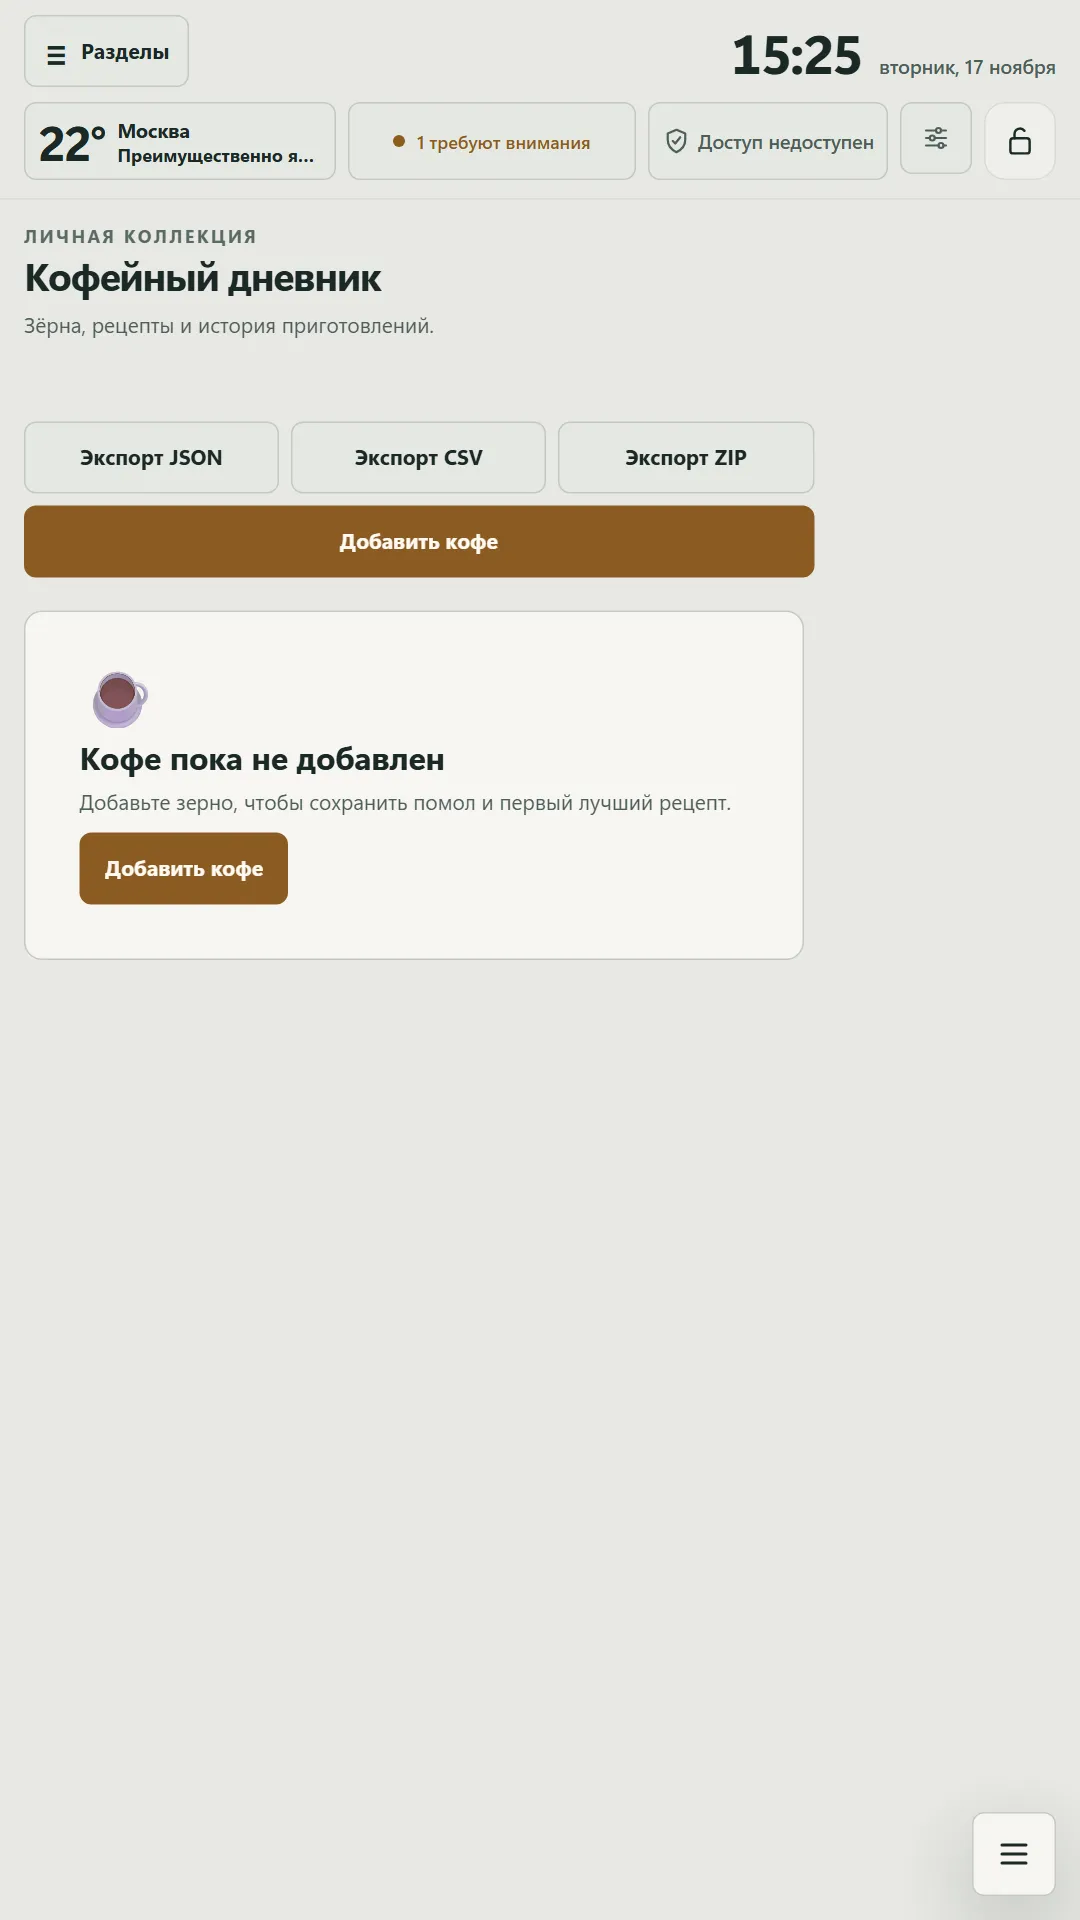 Разделы
15:25 вторник, 17 ноября
22° Москва
Преимущественно я...
1 требуют внимания
Доступ недоступен
ЛИЧНАЯ КОЛЛЕКЦИЯ
Кофейный дневник
Зёрна, рецепты и история приготовлений.
Экспорт JSON
Экспорт CSV
Экспорт ZIP
Добавить кофе
Кофе пока не добавлен
Добавьте зерно, чтобы сохранить помол и первый лучший рецепт.
Добавить кофе